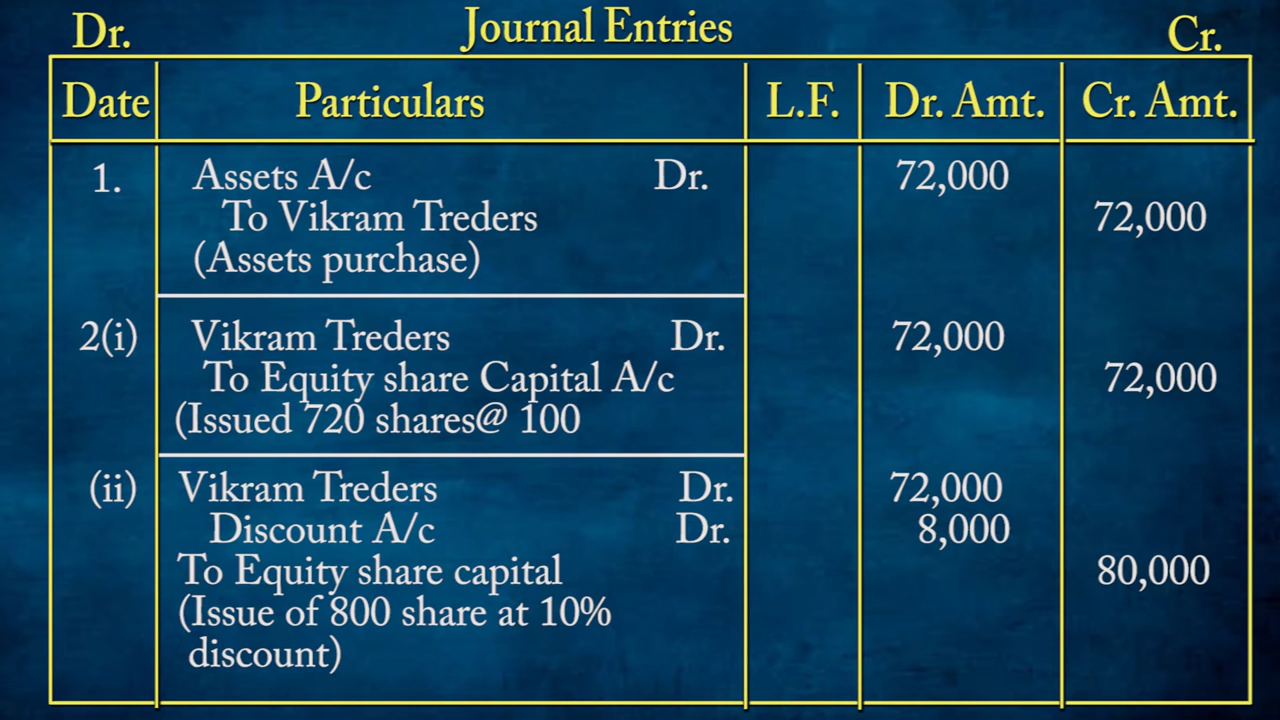 Dr. Journal Entries Cr.
Date Particulars L.F. Dr. Amt. Cr. Amt.
1. Assets A/c Dr. 72,000
To Vikram Treders 72,000
(Assets purchase)
2(i) Vikram Treders Dr. 72,000
To Equity share Capital A/c 72,000
(Issued 720 shares@ 100
(ii) Vikram Treders Dr. 72,000
Discount A/c Dr. 8,000
To Equity share capital 80,000
(Issue of 800 share at 10%
discount)